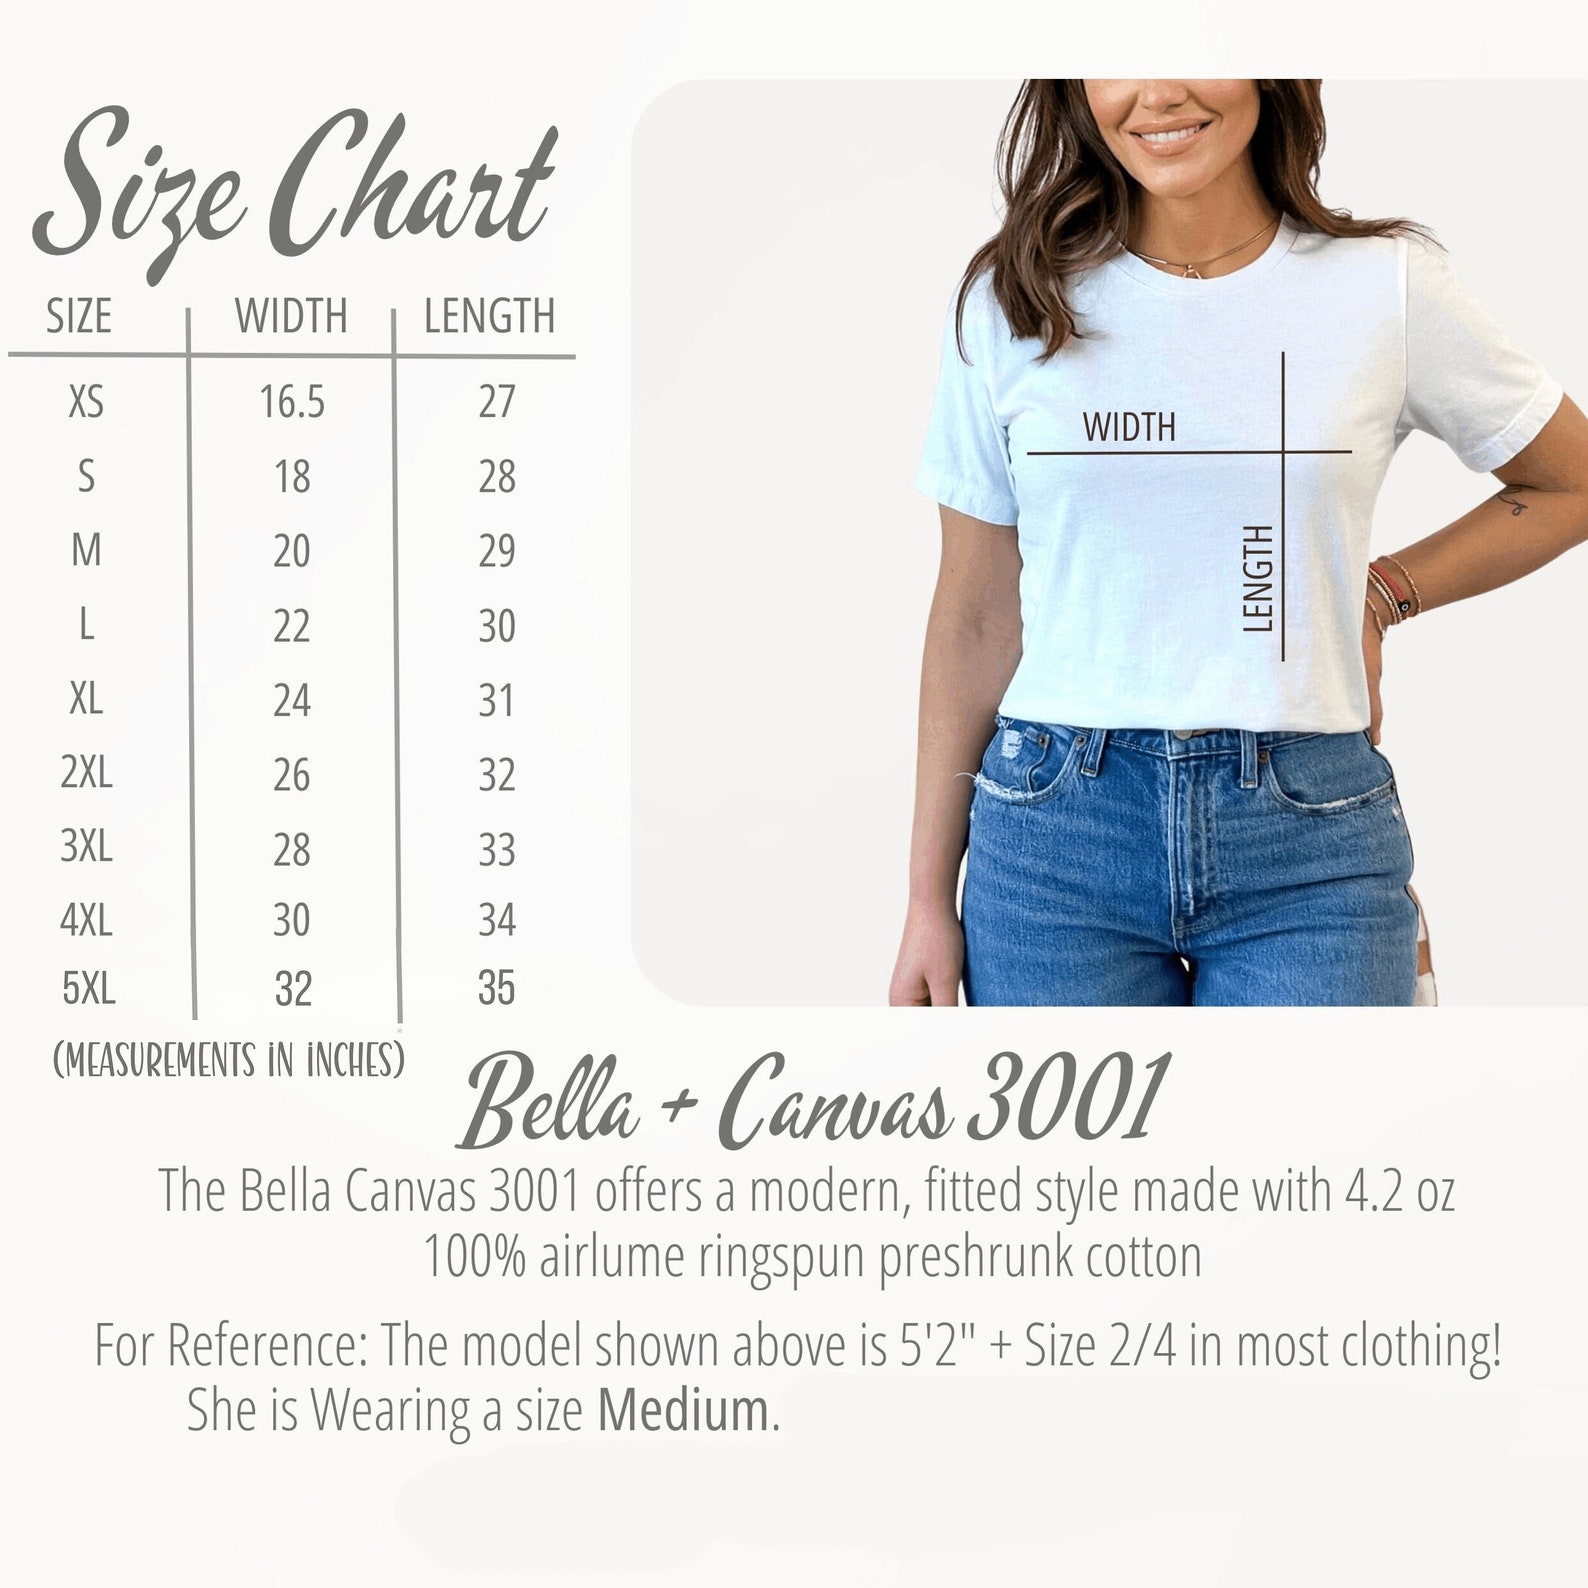 Size Chart
SIZE WIDTH LENGTH
XS 16.5 27
S 18 28
M 20 29
L 22 30
XL 24 31
2XL 26 32
3XL 28 33
4XL 30 34
5XL 32 35
(MEASUREMENTS IN INCHES)
WIDTH
LENGTH
Bella + Canvas 3001
The Bella Canvas 3001 offers a modern, fitted style made with 4.2 oz
100% airlume ringspun preshrunk cotton
For Reference: The model shown above is 5'2" + Size 2/4 in most clothing!
She is Wearing a size Medium.